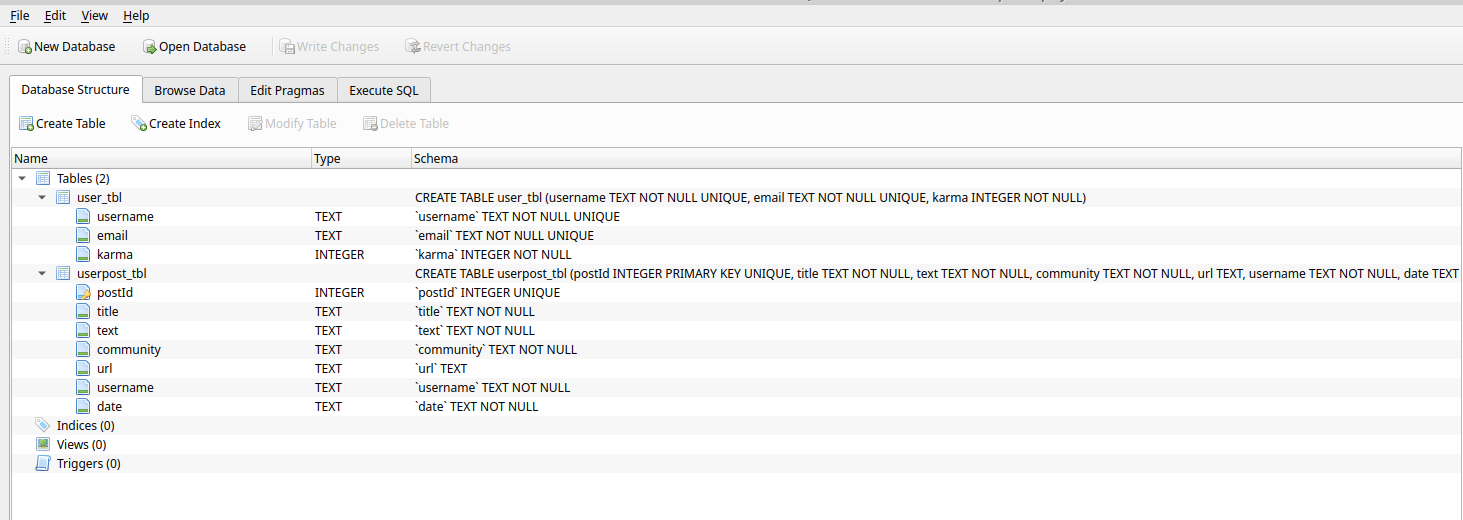 File Edit View Help
New Database Open Database Write Changes Revert Changes
Database Structure Browse Data Edit Pragmas Execute SQL
Create Table Create Index Modify Table Delete Table
Name Type Schema
Tables (2)
user_tbl CREATE TABLE user_tbl (username TEXT NOT NULL UNIQUE, email TEXT NOT NULL UNIQUE, karma INTEGER NOT NULL)
username TEXT `username` TEXT NOT NULL UNIQUE
email TEXT `email` TEXT NOT NULL UNIQUE
karma INTEGER `karma` INTEGER NOT NULL
userpost_tbl CREATE TABLE userpost_tbl (postId INTEGER PRIMARY KEY UNIQUE, title TEXT NOT NULL, text TEXT NOT NULL, community TEXT NOT NULL, url TEXT, username TEXT NOT NULL, date TEXT
postId INTEGER `postId` INTEGER UNIQUE
title TEXT `title` TEXT NOT NULL
text TEXT `text` TEXT NOT NULL
community TEXT `community` TEXT NOT NULL
url TEXT `url` TEXT
username TEXT `username` TEXT NOT NULL
date TEXT `date` TEXT NOT NULL
Indices (0)
Views (0)
Triggers (0)